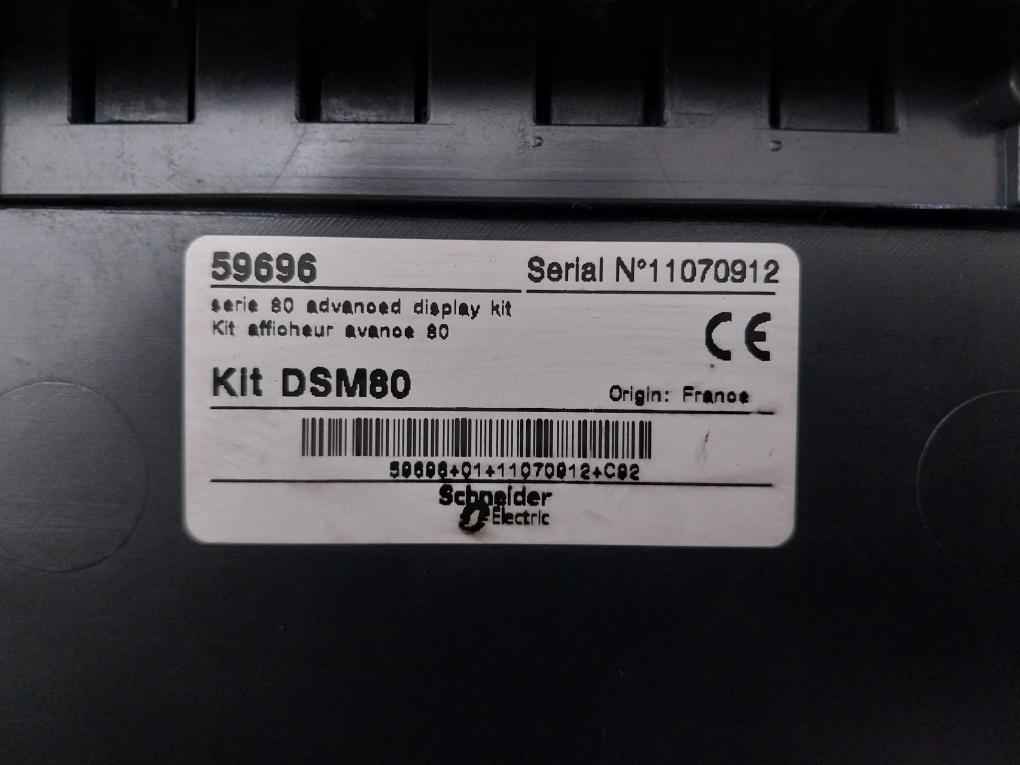 59696
Serial N°11070912
serie 80 advanced display kit
Kit afficheur avance 80
CE
Kit DSM80
Origin: France
59696+01+11070912+C92
Schneider
Electric